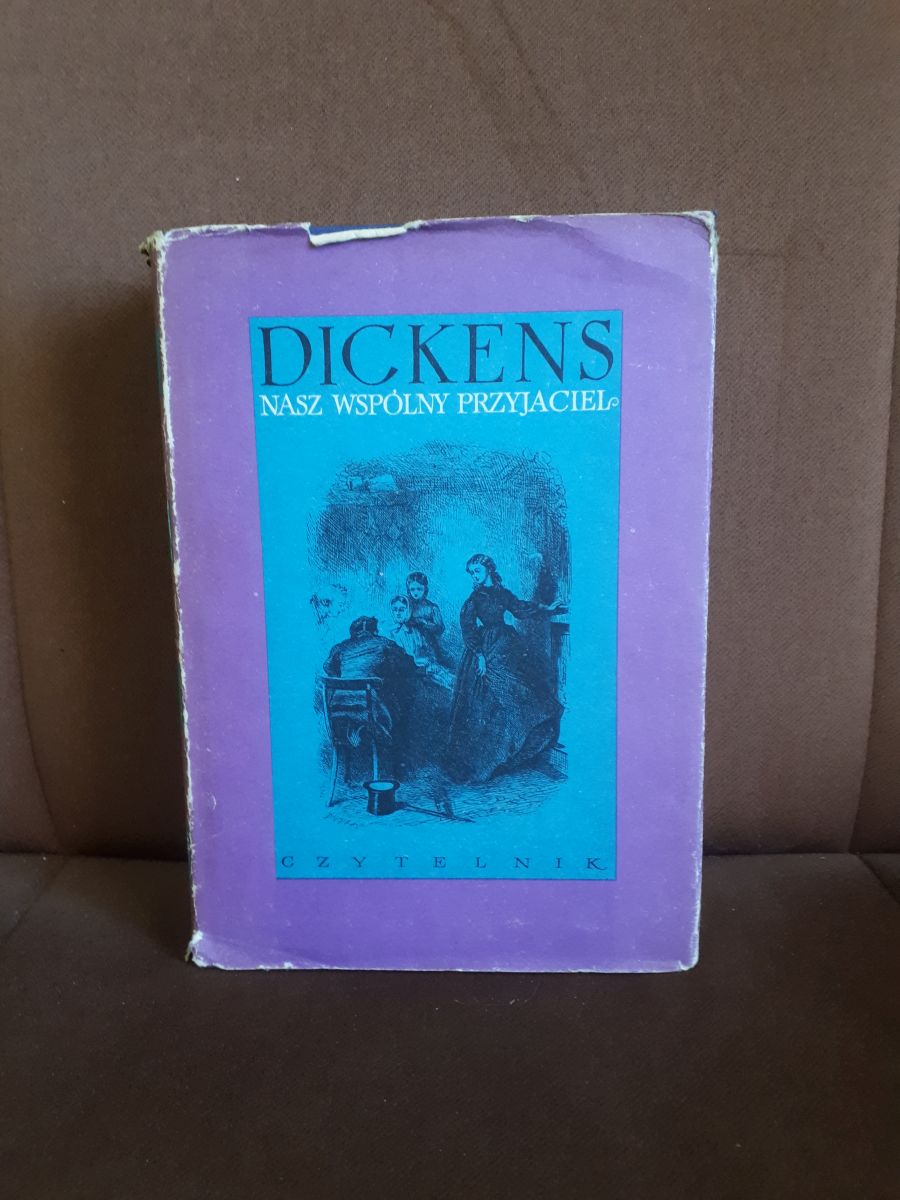 DICKENS
NASZ WSPÓLNY PRZYJACIEL
CZYTELNIK